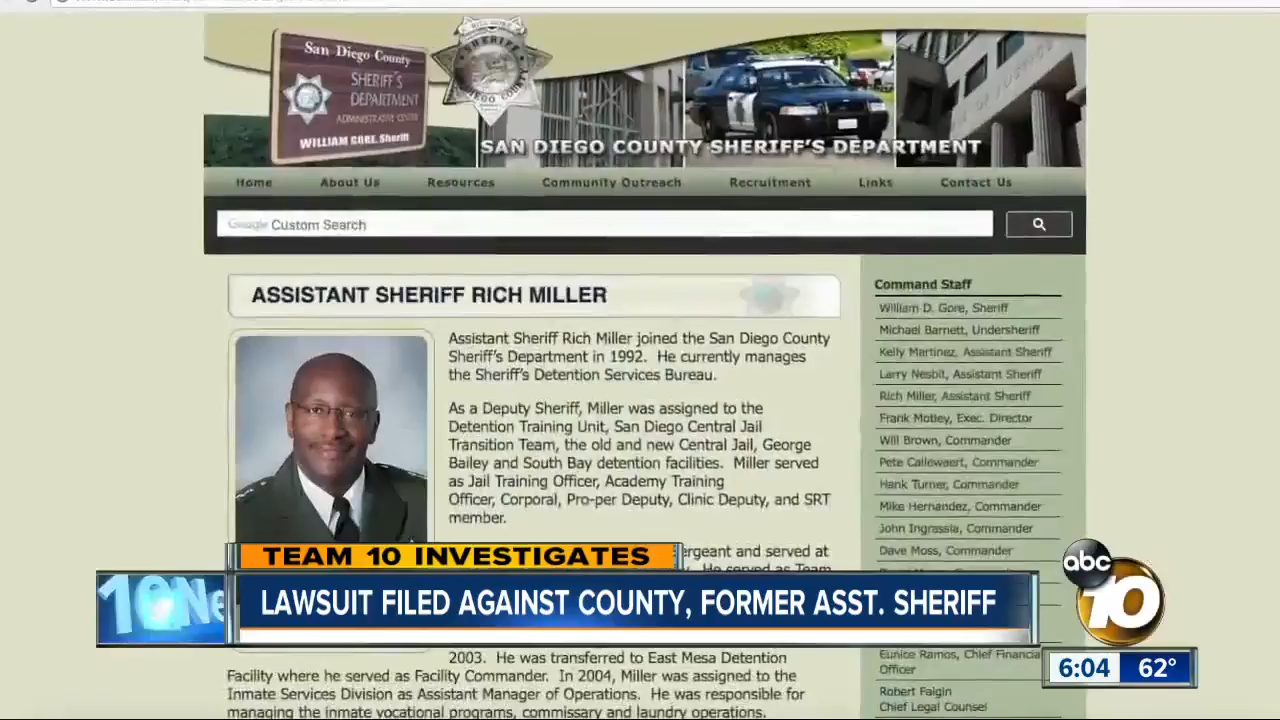 San Diego County
SHERIFF'S
DEPARTMENT
ADMINISTRATIVE CENTER
WILLIAM GORE, Sheriff
SHERIFF
SAN DIEGO COUNTY SHERIFF'S DEPARTMENT
Home About Us Resources Community Outreach Recruitment Links Contact Us
Google Custom Search
ASSISTANT SHERIFF RICH MILLER
Assistant Sheriff Rich Miller joined the San Diego County
Sheriff's Department in 1992. He currently manages
the Sheriff's Detention Services Bureau.
As a Deputy Sheriff, Miller was assigned to the
Detention Training Unit, San Diego Central Jail
Transition Team, the old and new Central Jail, George
Bailey and South Bay detention facilities. Miller served
as Jail Training Officer, Academy Training
Officer, Corporal, Pro-per Deputy, Clinic Deputy, and SRT
member.
ergeant and served at
He served as Team
2003. He was transferred to East Mesa Detention
Facility where he served as Facility Commander. In 2004, Miller was assigned to the
Inmate Services Division as Assistant Manager of Operations. He was responsible for
managing the inmate vocational programs, commissary and laundry operations.
Command Staff
William D. Gore, Sheriff
Michael Barnett, Undersheriff
Kelly Martinez, Assistant Sheriff
Larry Nesbit, Assistant Sheriff
Rich Miller, Assistant Sheriff
Frank Motley, Exec. Director
Will Brown, Commander
Pete Callewaert, Commander
Hank Turner, Commander
Mike Hernandez, Commander
John Ingrassia, Commander
Dave Moss, Commander
Eunice Ramos, Chief Financia
Officer
Robert Faigin
Chief Legal Counsel
TEAM 10 INVESTIGATES
10Ne
LAWSUIT FILED AGAINST COUNTY, FORMER ASST. SHERIFF
abc
10
6:04 62°